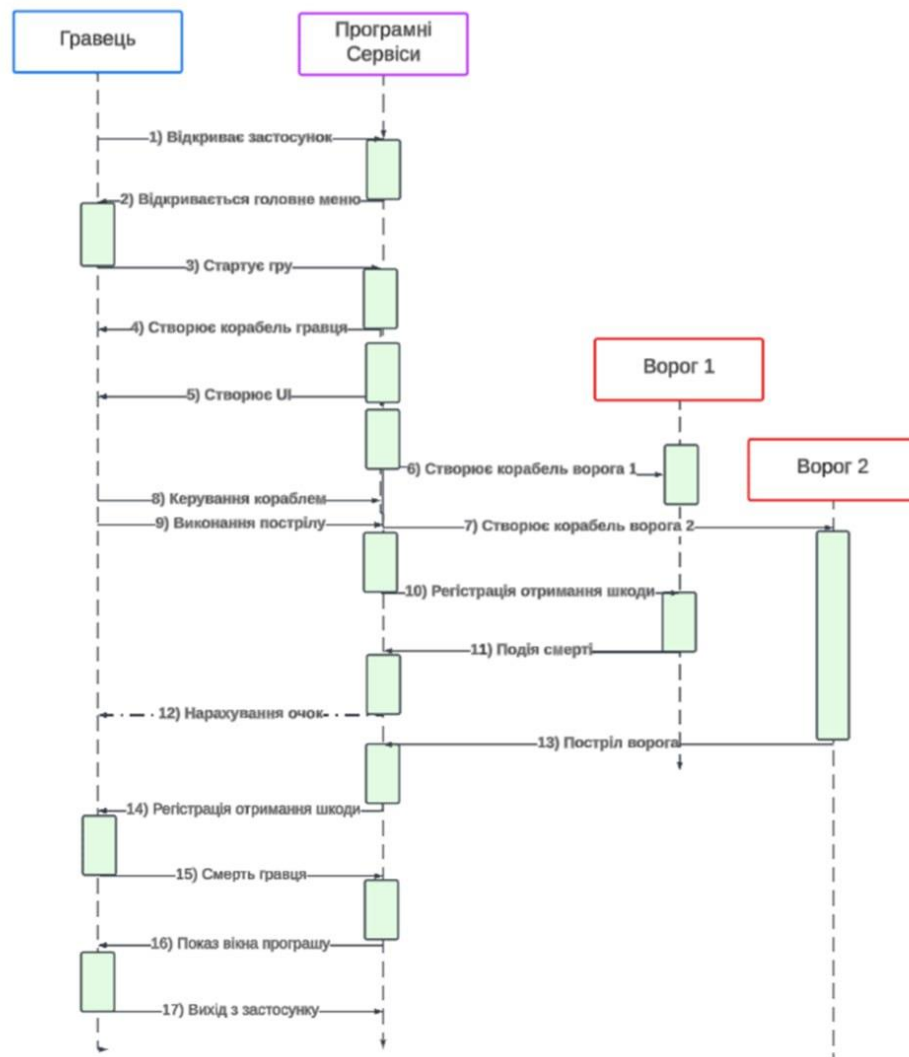 Гравець
Програмні
Сервіси
1) Відкриває застосунок
2) Відкривається головне меню
3) Стартує гру
4) Створює корабель гравця
Ворог 1
5) Створює UI
Ворог 2
6) Створює корабель ворога 1
8) Керування кораблем
9) Виконання пострілу
7) Створює корабель ворога 2
10) Регістрація отримання шкоди
11) Подія смерті
12) Нарахування очок
13) Постріл ворога
14) Регістрація отримання шкоди
15) Смерть гравця
16) Показ вікна програшу
17) Вихід з застосунку